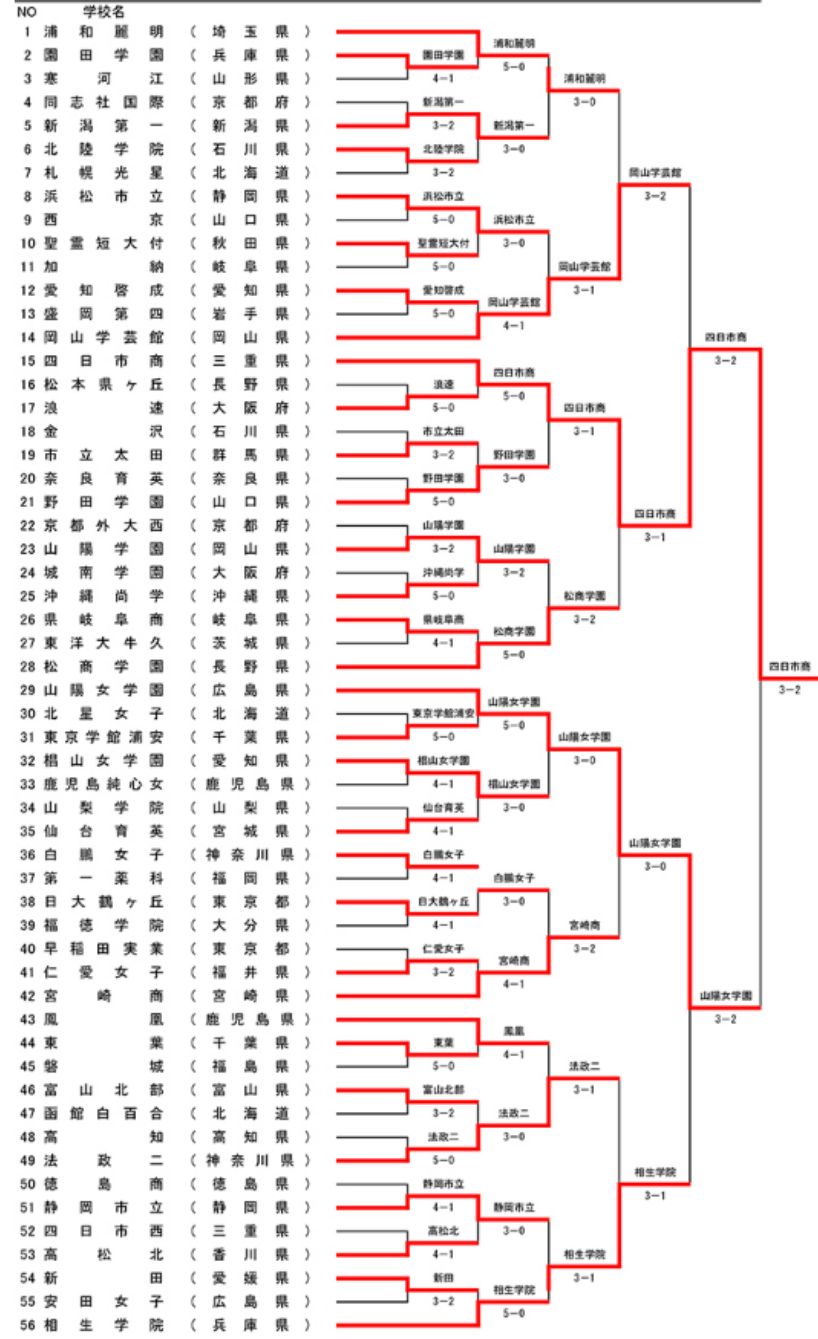 NO 学校名
1 浦和麗明 (埼玉県)
2 園田学園 (兵庫県)
3 寒河江 (山形県)
4 同志社国際 (京都府)
5 新潟第一 (新潟県)
6 北陸学院 (石川県)
7 札幌光星 (北海道)
8 浜松市立 (静岡県)
9 西京 (山口県)
10 聖霊短大付 (秋田県)
11 加納 (岐阜県)
12 愛知啓成 (愛知県)
13 盛岡第四 (岩手県)
14 岡山学芸館 (岡山県)
15 四日市商 (三重県)
16 松本県ヶ丘 (長野県)
17 浪速 (大阪府)
18 金沢 (石川県)
19 市立太田 (群馬県)
20 奈良育英 (奈良県)
21 野田学園 (山口県)
22 京都外大西 (京都府)
23 山陽学園 (岡山県)
24 城南学園 (大阪府)
25 沖縄尚学 (沖縄県)
26 県岐阜商 (岐阜県)
27 東洋大牛久 (茨城県)
28 松商学園 (長野県)
29 山陽女学園 (広島県)
30 北星女子 (北海道)
31 東京学館浦安 (千葉県)
32 椙山女学園 (愛知県)
33 鹿児島純心女 (鹿児島県)
34 山梨学院 (山梨県)
35 仙台育英 (宮城県)
36 白鵬女子 (神奈川県)
37 第一薬科 (福岡県)
38 日大鶴ヶ丘 (東京都)
39 福徳学院 (大分県)
40 早稲田実業 (東京都)
41 仁愛女子 (福井県)
42 宮崎商 (宮崎県)
43 鳳凰 (鹿児島県)
44 東葉 (千葉県)
45 磐城 (福島県)
46 富山北部 (富山県)
47 函館白百合 (北海道)
48 高知 (高知県)
49 法政二 (神奈川県)
50 徳島商 (徳島県)
51 静岡市立 (静岡県)
52 四日市西 (三重県)
53 高松北 (香川県)
54 新田 (愛媛県)
55 安田女子 (広島県)
56 相生学院 (兵庫県)
園田学園
4-1
新潟第一
3-2
北陸学院
3-2
浜松市立
5-0
聖霊短大付
5-0
愛知啓成
5-0
浪速
5-0
市立太田
3-2
野田学園
5-0
山陽学園
3-2
沖縄尚学
5-0
県岐阜商
4-1
東京学館浦安
5-0
椙山女学園
4-1
仙台育英
4-1
白鵬女子
4-1
日大鶴ヶ丘
4-1
仁愛女子
3-2
東葉
5-0
富山北部
3-2
法政二
5-0
静岡市立
4-1
高松北
4-1
新田
3-2
浦和麗明
5-0
新潟第一
3-0
浜松市立
3-0
岡山学芸館
4-1
四日市商
5-0
野田学園
3-0
山陽学園
3-2
松商学園
5-0
山陽女学園
5-0
椙山女学園
3-0
白鵬女子
3-0
宮崎商
4-1
鳳凰
4-1
法政二
3-0
静岡市立
3-0
相生学院
5-0
浦和麗明
3-0
岡山学芸館
3-1
四日市商
3-1
松商学園
3-2
山陽女学園
3-0
宮崎商
3-2
法政二
3-1
相生学院
3-1
岡山学芸館
3-2
四日市商
3-1
山陽女学園
3-0
相生学院
3-1
四日市商
3-2
山陽女学園
3-2
四日市商
3-2